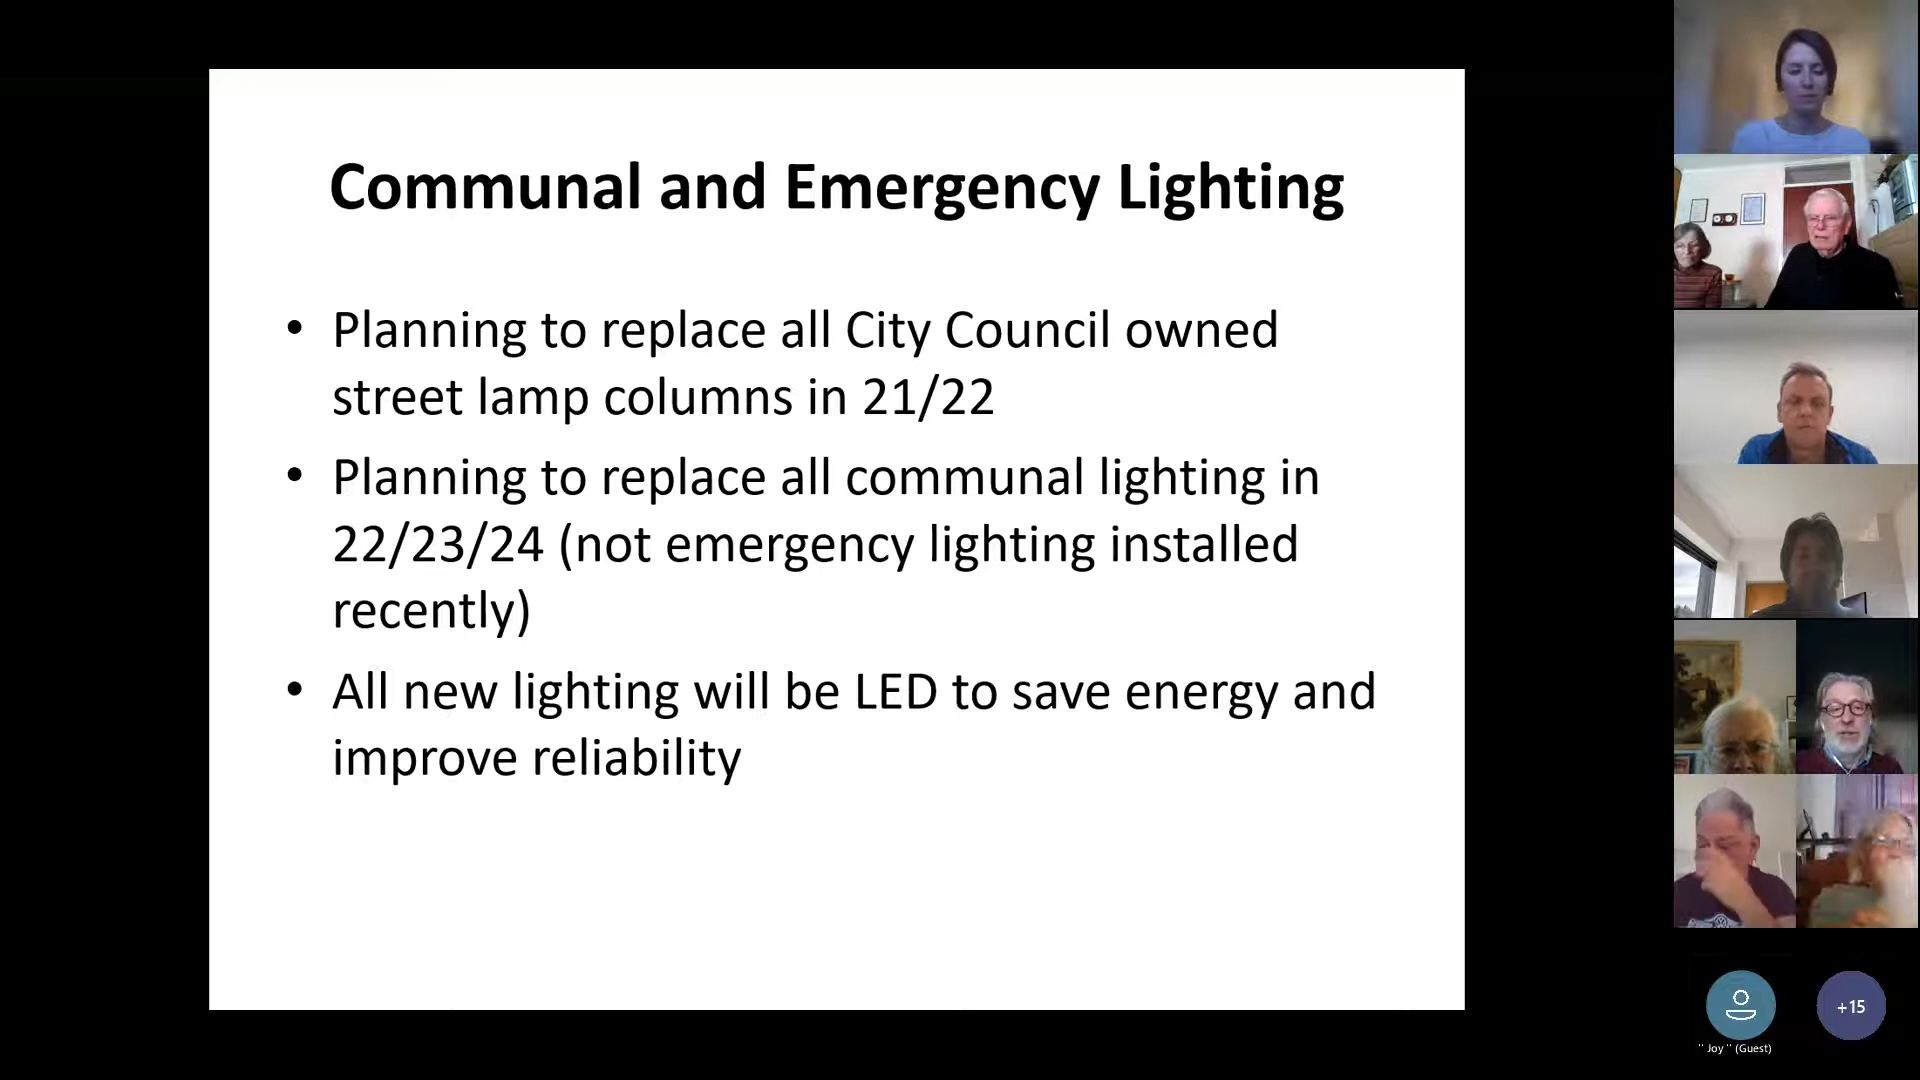 Communal and Emergency Lighting
• Planning to replace all City Council owned
street lamp columns in 21/22
• Planning to replace all communal lighting in
22/23/24 (not emergency lighting installed
recently)
• All new lighting will be LED to save energy and
improve reliability
+15
" Joy " (Guest)